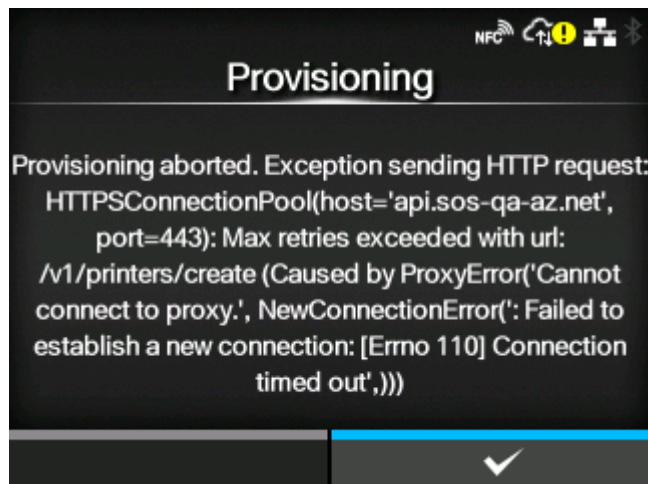 NFC
Provisioning
Provisioning aborted. Exception sending HTTP request:
HTTPSConnectionPool(host='api.sos-qa-az.net',
port=443): Max retries exceeded with url:
/v1/printers/create (Caused by ProxyError('Cannot
connect to proxy.', NewConnectionError(': Failed to
establish a new connection: [Errno 110] Connection
timed out',)))